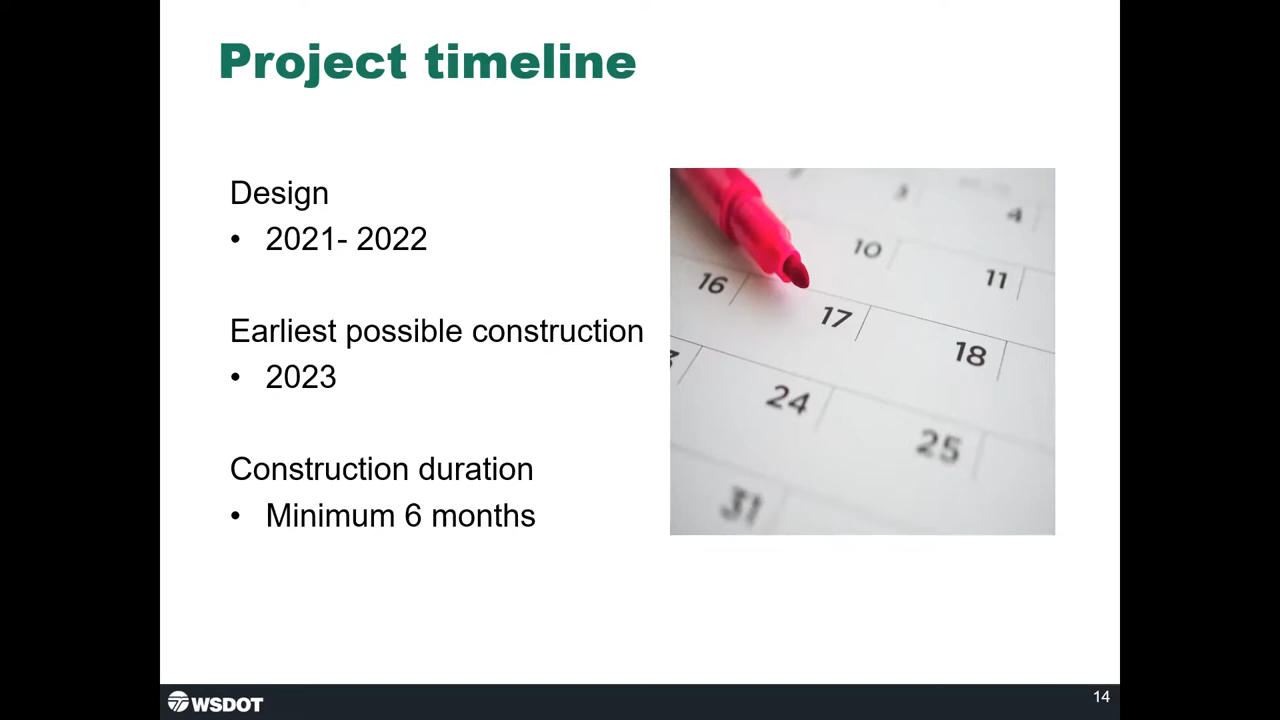 Project timeline
Design
• 2021- 2022
Earliest possible construction
• 2023
Construction duration
• Minimum 6 months
3
4
10
11
16
17
18
24
25
31
WSDOT
14